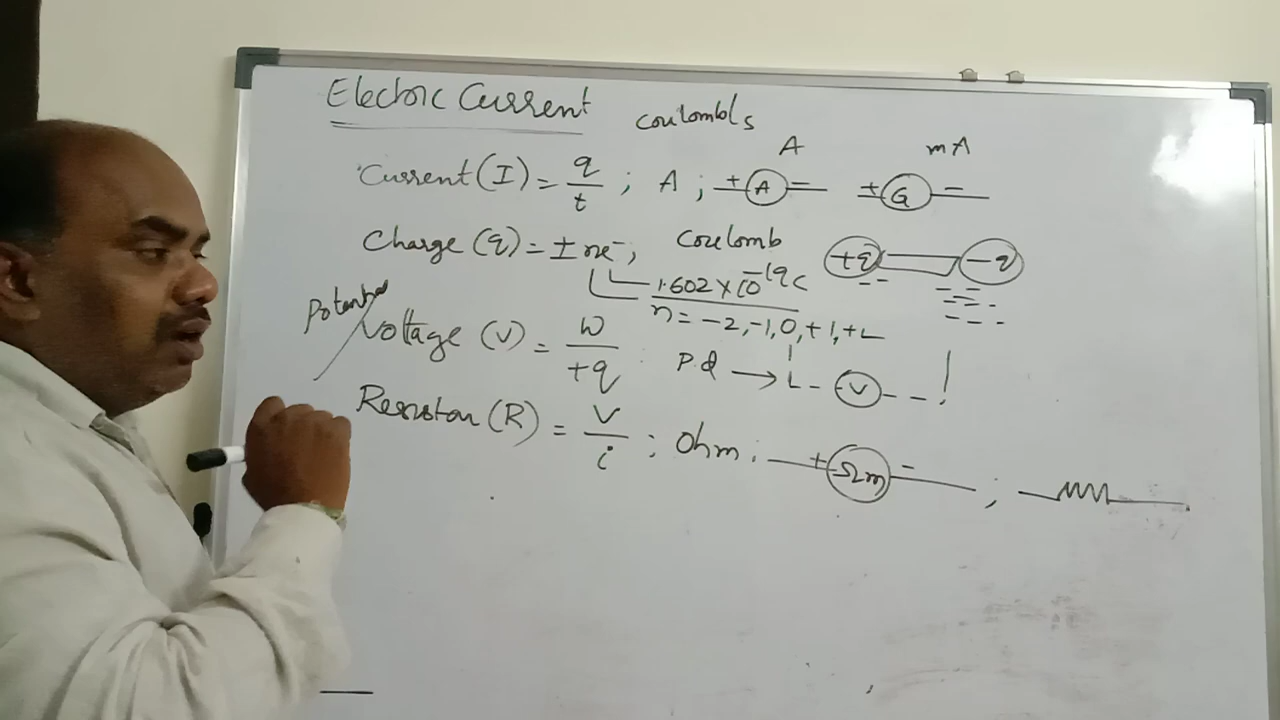 Electric Current coulombs
A mA
Current (I) = q/t ; A ; + A - ± G -
Charge (q) = ± ne⁻, Coulomb +q -q
1.602 × 10⁻¹⁹ C
n = -2, -1, 0, +1, +2
Potential
Voltage (V) = W/+q P.d → V
Resistan (R) = V/i ; Ohm ; + Ωm - ;